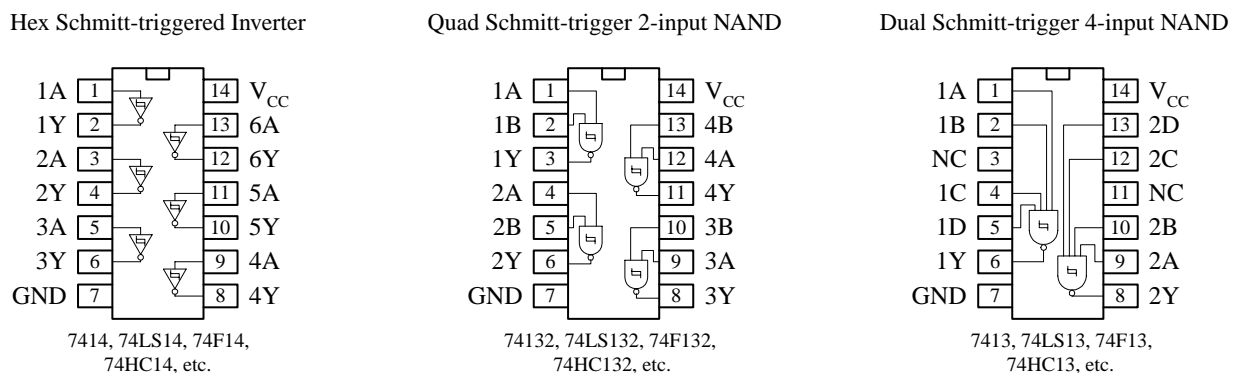 Hex Schmitt-triggered Inverter
Quad Schmitt-trigger 2-input NAND
Dual Schmitt-trigger 4-input NAND
1A 1 14 VCC
1Y 2 13 6A
2A 3 12 6Y
2Y 4 11 5A
3A 5 10 5Y
3Y 6 9 4A
GND 7 8 4Y
7414, 74LS14, 74F14,
74HC14, etc.
1A 1 14 VCC
1B 2 13 4B
1Y 3 12 4A
2A 4 11 4Y
2B 5 10 3B
2Y 6 9 3A
GND 7 8 3Y
74132, 74LS132, 74F132,
74HC132, etc.
1A 1 14 VCC
1B 2 13 2D
NC 3 12 2C
1C 4 11 NC
1D 5 10 2B
1Y 6 9 2A
GND 7 8 2Y
7413, 74LS13, 74F13,
74HC13, etc.